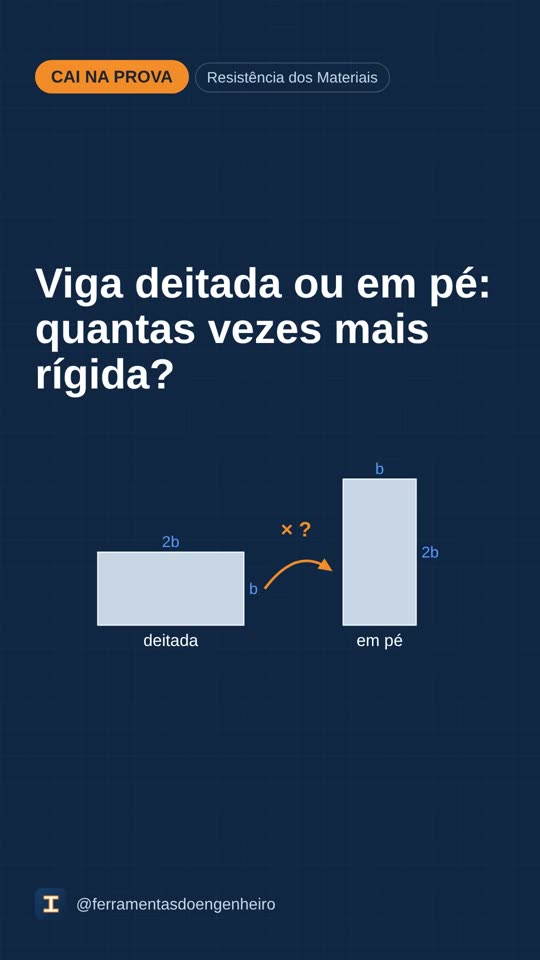 CAI NA PROVA
Resistência dos Materiais
Viga deitada ou em pé:
quantas vezes mais
rígida?
b
× ?
2b
2b
b
deitada
em pé
@ferramentasdoengenheiro